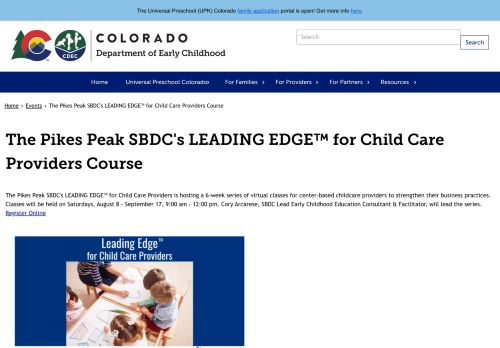 The Universal Preschool (UPK) Colorado family application portal is open! Get more info here.
COLORADO
Department of Early Childhood
CDEC
Search
Search
Home Universal Preschool Colorado For Families For Providers For Partners Resources
Home › Events › The Pikes Peak SBDC's LEADING EDGE™ for Child Care Providers Course
The Pikes Peak SBDC's LEADING EDGE™ for Child Care
Providers Course
The Pikes Peak SBDC's LEADING EDGE™ for Child Care Providers is hosting a 6-week series of virtual classes for center-based childcare providers to strengthen their business practices.
Classes will be held on Saturdays, August 8 - September 17, 9:00 am - 12:00 pm. Cory Arcarese, SBDC Lead Early Childhood Education Consultant & Facilitator, will lead the series.
Register Online
Leading Edge™
for Child Care Providers